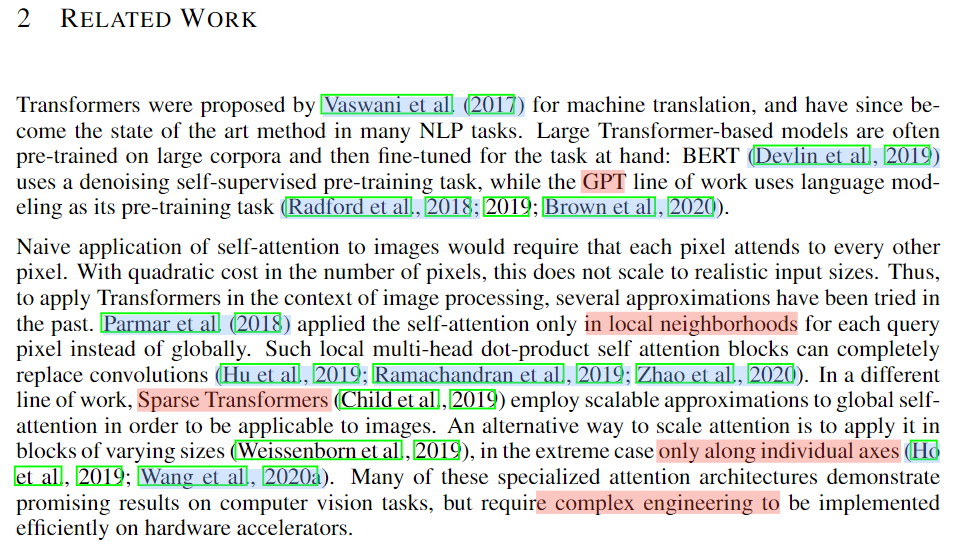 2 RELATED WORK
Transformers were proposed by Vaswani et al. (2017) for machine translation, and have since be-
come the state of the art method in many NLP tasks. Large Transformer-based models are often
pre-trained on large corpora and then fine-tuned for the task at hand: BERT (Devlin et al., 2019)
uses a denoising self-supervised pre-training task, while the GPT line of work uses language mod-
eling as its pre-training task (Radford et al., 2018; 2019; Brown et al., 2020).
Naive application of self-attention to images would require that each pixel attends to every other
pixel. With quadratic cost in the number of pixels, this does not scale to realistic input sizes. Thus,
to apply Transformers in the context of image processing, several approximations have been tried in
the past. Parmar et al. (2018) applied the self-attention only in local neighborhoods for each query
pixel instead of globally. Such local multi-head dot-product self attention blocks can completely
replace convolutions (Hu et al., 2019; Ramachandran et al., 2019; Zhao et al., 2020). In a different
line of work, Sparse Transformers (Child et al., 2019) employ scalable approximations to global self-
attention in order to be applicable to images. An alternative way to scale attention is to apply it in
blocks of varying sizes (Weissenborn et al., 2019), in the extreme case only along individual axes (Ho
et al., 2019; Wang et al., 2020a). Many of these specialized attention architectures demonstrate
promising results on computer vision tasks, but require complex engineering to be implemented
efficiently on hardware accelerators.